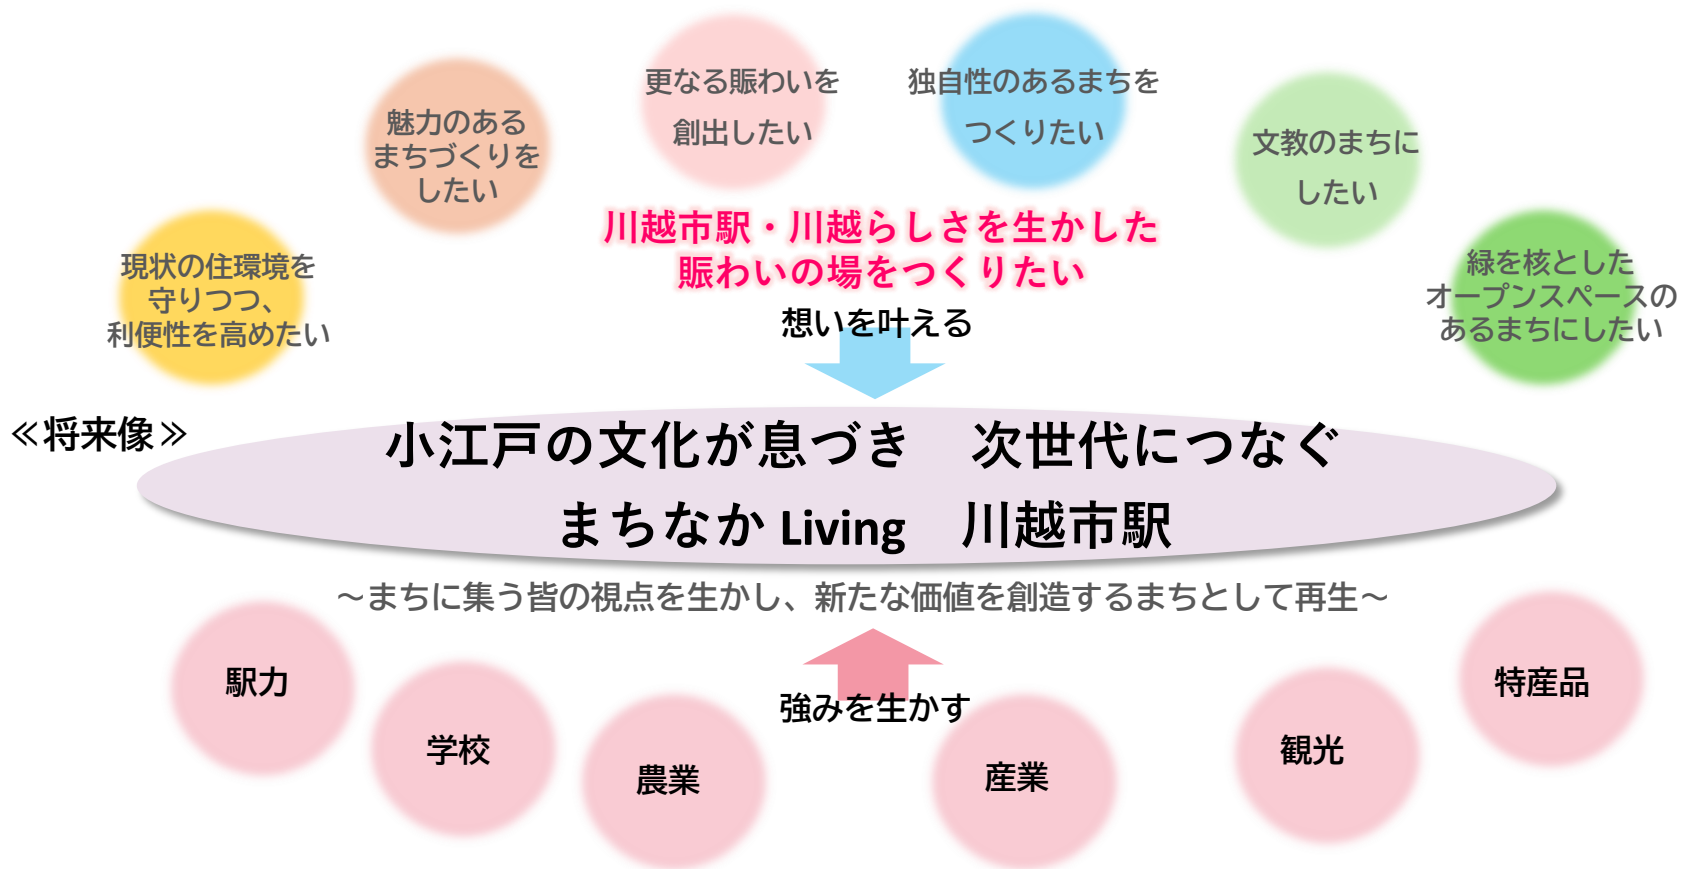 更なる賑わいを
創出したい
独自性のあるまちを
つくりたい
魅力のある
まちづくりを
したい
文教のまちに
したい
川越市駅・川越らしさを生かした
賑わいの場をつくりたい
現状の住環境を
守りつつ、
利便性を高めたい
緑を核とした
オープンスペースの
あるまちにしたい
想いを叶える
≪将来像≫
小江戸の文化が息づき　次世代につなぐ
まちなか Living　川越市駅
～まちに集う皆の視点を生かし、新たな価値を創造するまちとして再生～
駅力
学校
農業
強みを生かす
産業
観光
特産品